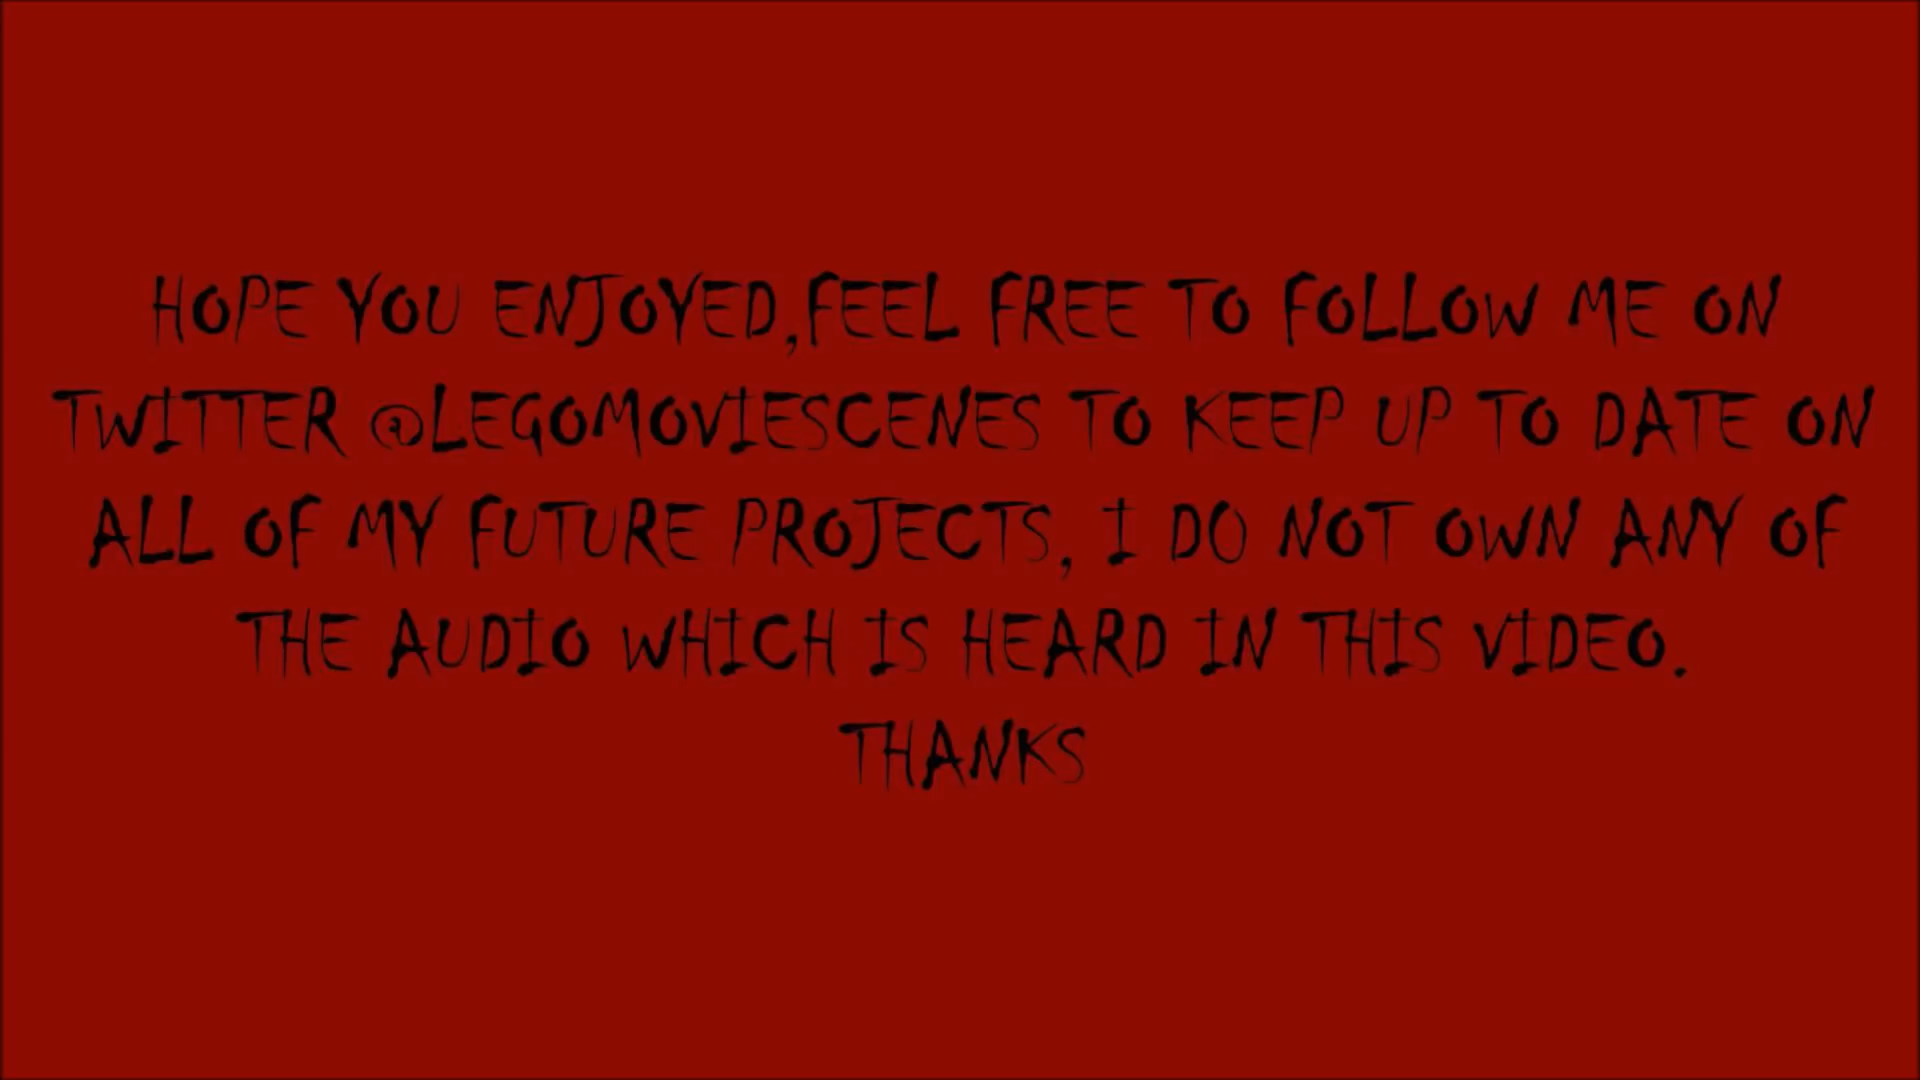 HOPE YOU ENJOYED,FEEL FREE TO FOLLOW ME ON
TWITTER @LEGOMOVIESCENES TO KEEP UP TO DATE ON
ALL OF MY FUTURE PROJECTS, I DO NOT OWN ANY OF
THE AUDIO WHICH IS HEARD IN THIS VIDEO.
THANKS